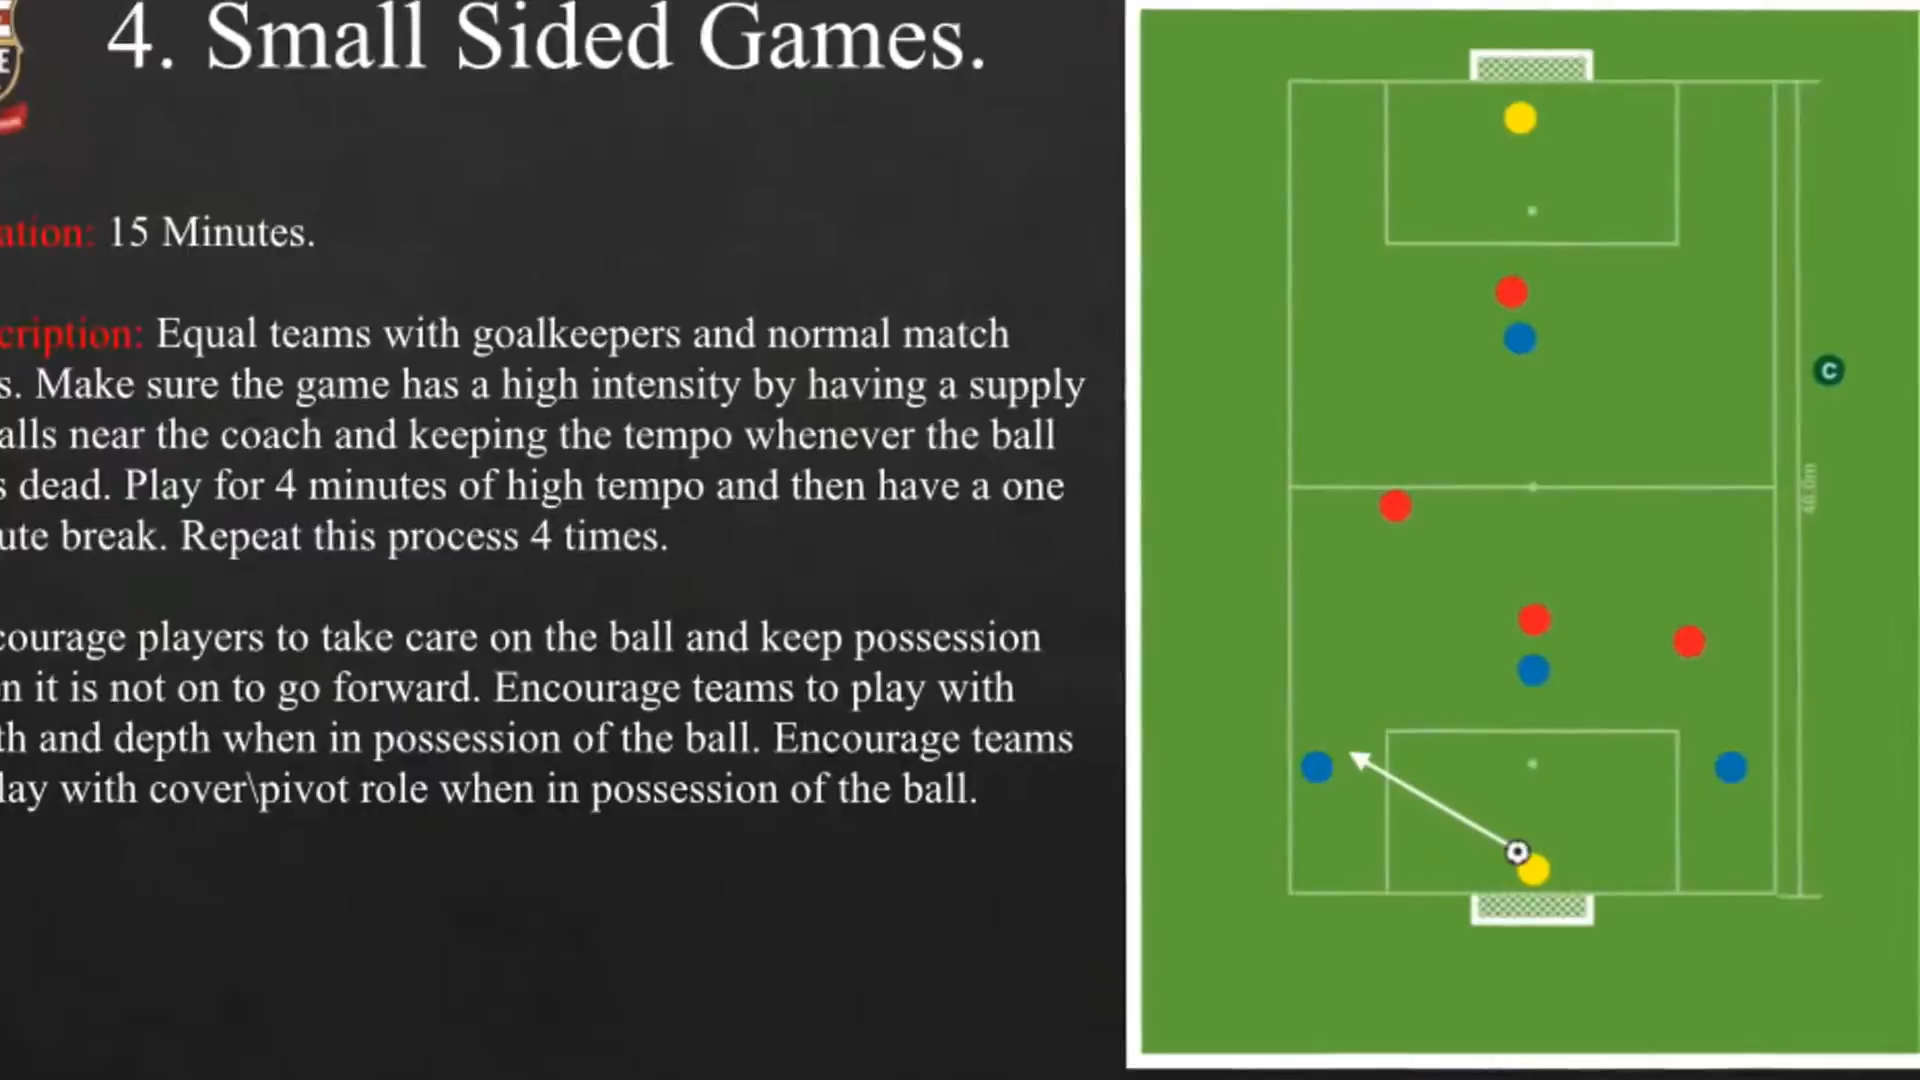 4. Small Sided Games.
ation: 15 Minutes.
cription: Equal teams with goalkeepers and normal match
s. Make sure the game has a high intensity by having a supply
alls near the coach and keeping the tempo whenever the ball
s dead. Play for 4 minutes of high tempo and then have a one
ute break. Repeat this process 4 times.
courage players to take care on the ball and keep possession
n it is not on to go forward. Encourage teams to play with
th and depth when in possession of the ball. Encourage teams
lay with cover\pivot role when in possession of the ball.
E
C